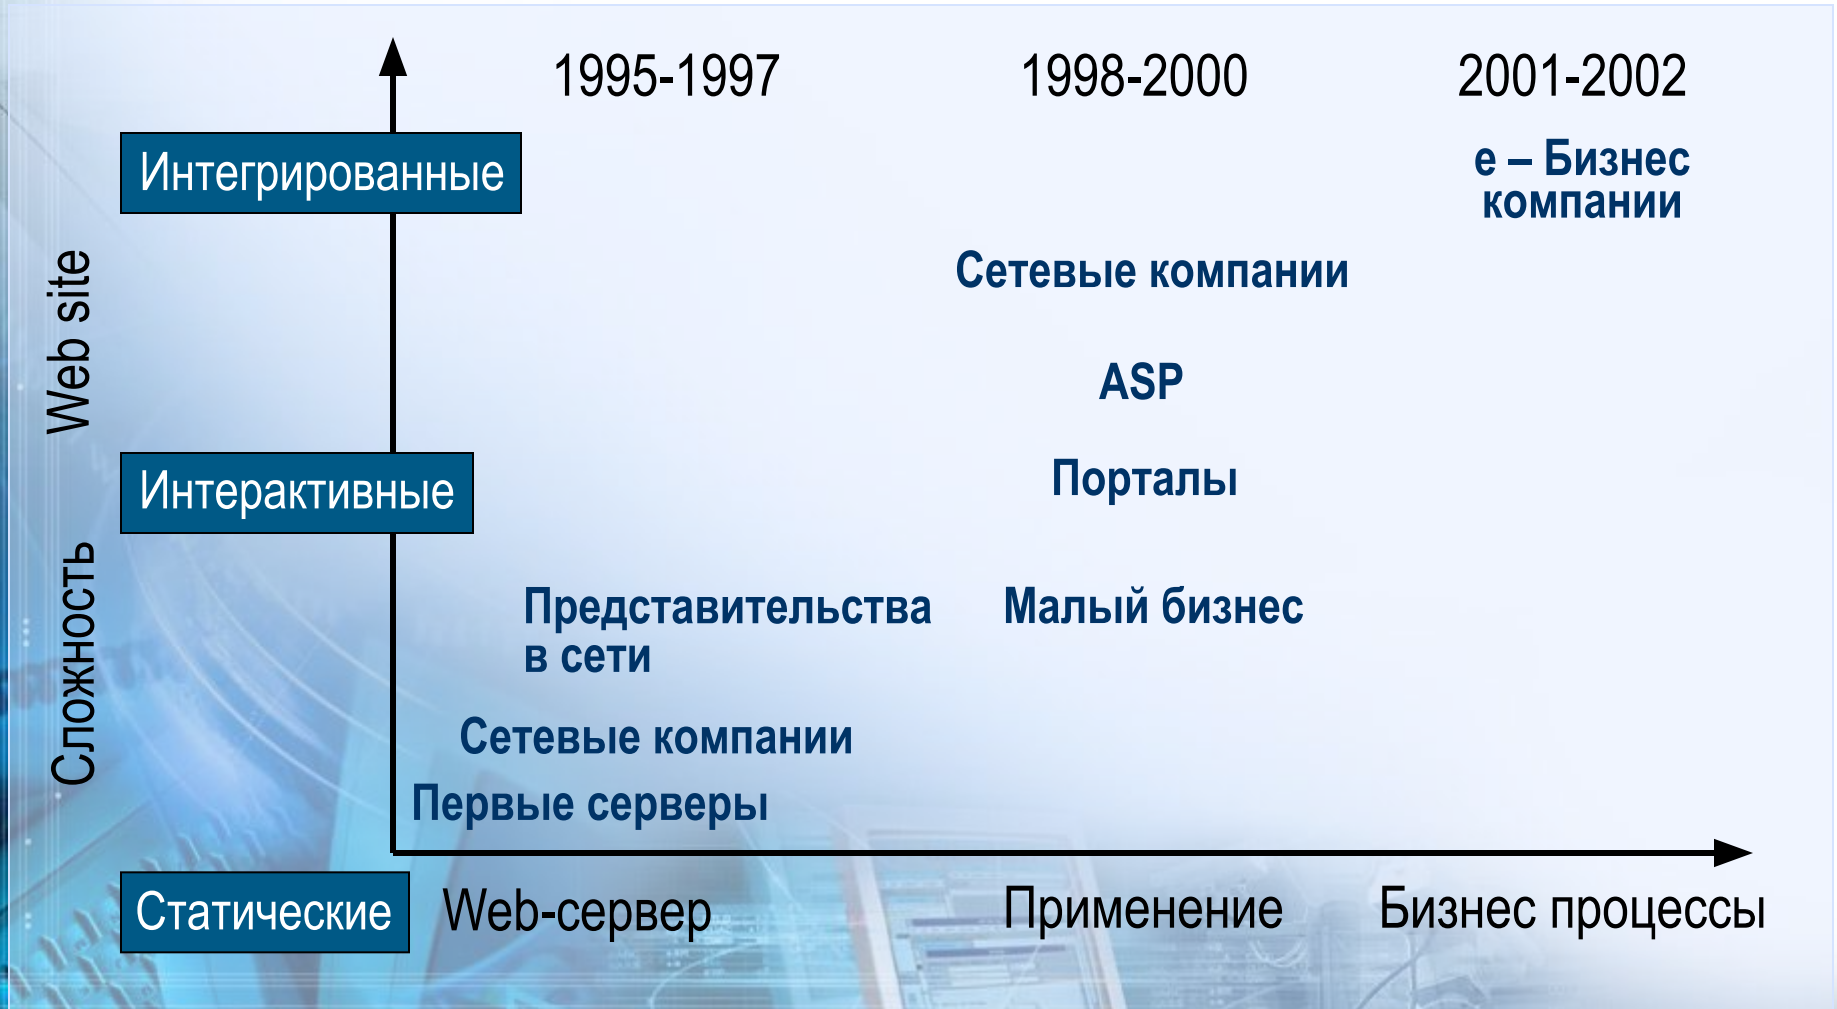 1995-1997
1998-2000
2001-2002
Интегрированные
е – Бизнес
компании
Web site
Сетевые компании
ASP
Интерактивные
Порталы
Сложность
Представительства
в сети
Малый бизнес
Сетевые компании
Первые серверы
Статические
Web-сервер
Применение
Бизнес процессы